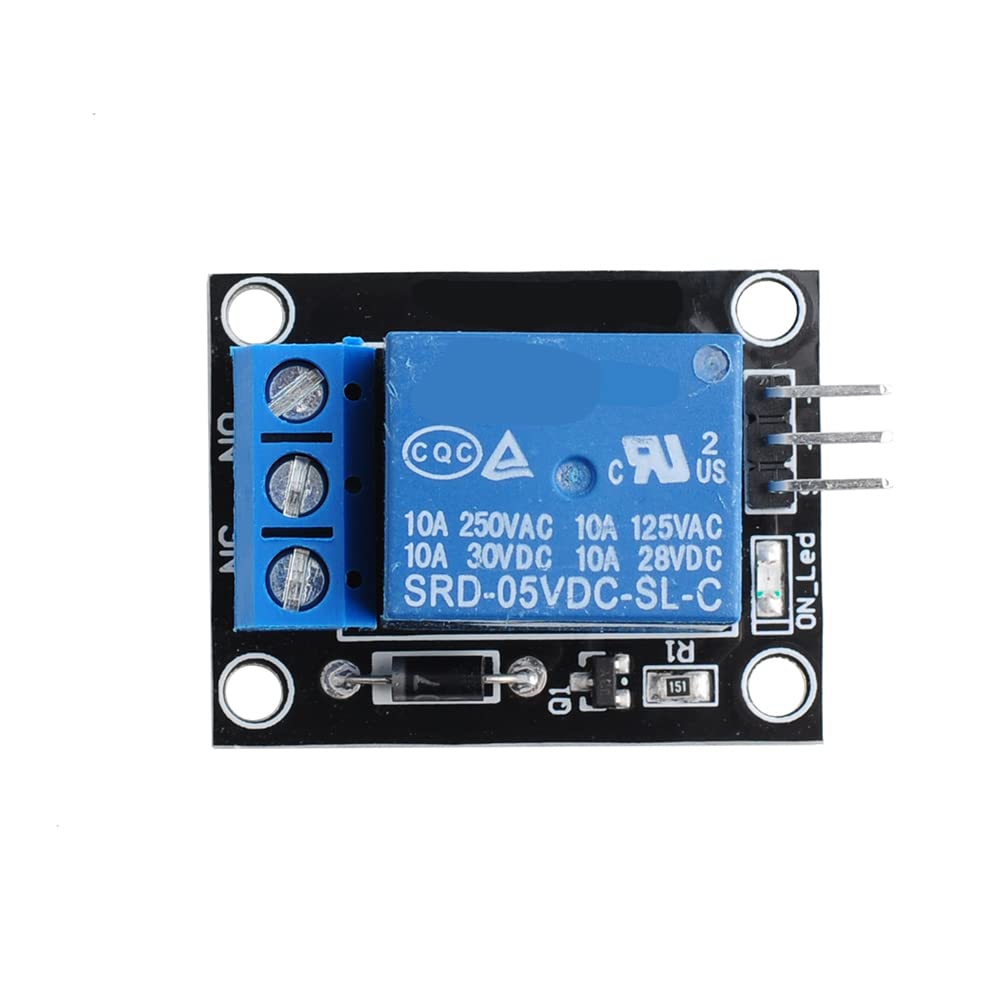 NO
NC
CQC
C US
2
10A 250VAC 10A 125VAC
10A 30VDC 10A 28VDC
SRD-05VDC-SL-C
-
+
S
ON_Led
R1
151
Q1
7